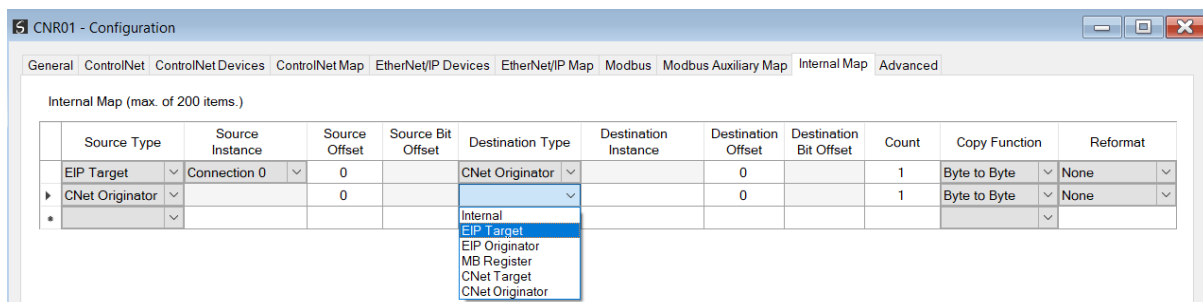 CNR01 - Configuration
General ControlNet ControlNet Devices ControlNet Map EtherNet/IP Devices EtherNet/IP Map Modbus Modbus Auxiliary Map Internal Map Advanced
Internal Map (max. of 200 items.)
Source Type Source Instance Source Offset Source Bit Offset Destination Type Destination Instance Destination Offset Destination Bit Offset Count Copy Function Reformat
EIP Target Connection 0 0 CNet Originator 0 1 Byte to Byte None
CNet Originator 0 0 1 Byte to Byte None
Internal
EIP Target
EIP Originator
MB Register
CNet Target
CNet Originator